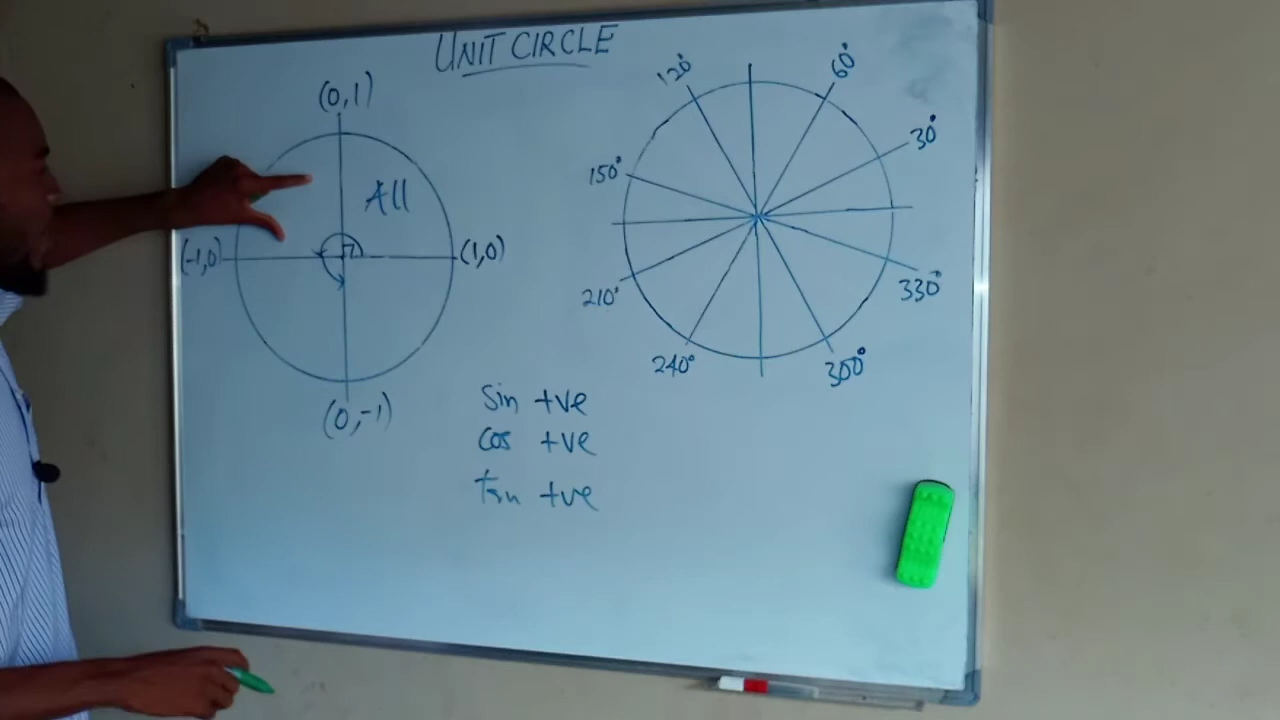 UNIT CIRCLE
(0,1)
All
(-1,0)
(1,0)
(0,-1)
120°
60°
30°
150°
210°
330°
240°
300°
Sin +ve
cos +ve
tan +ve